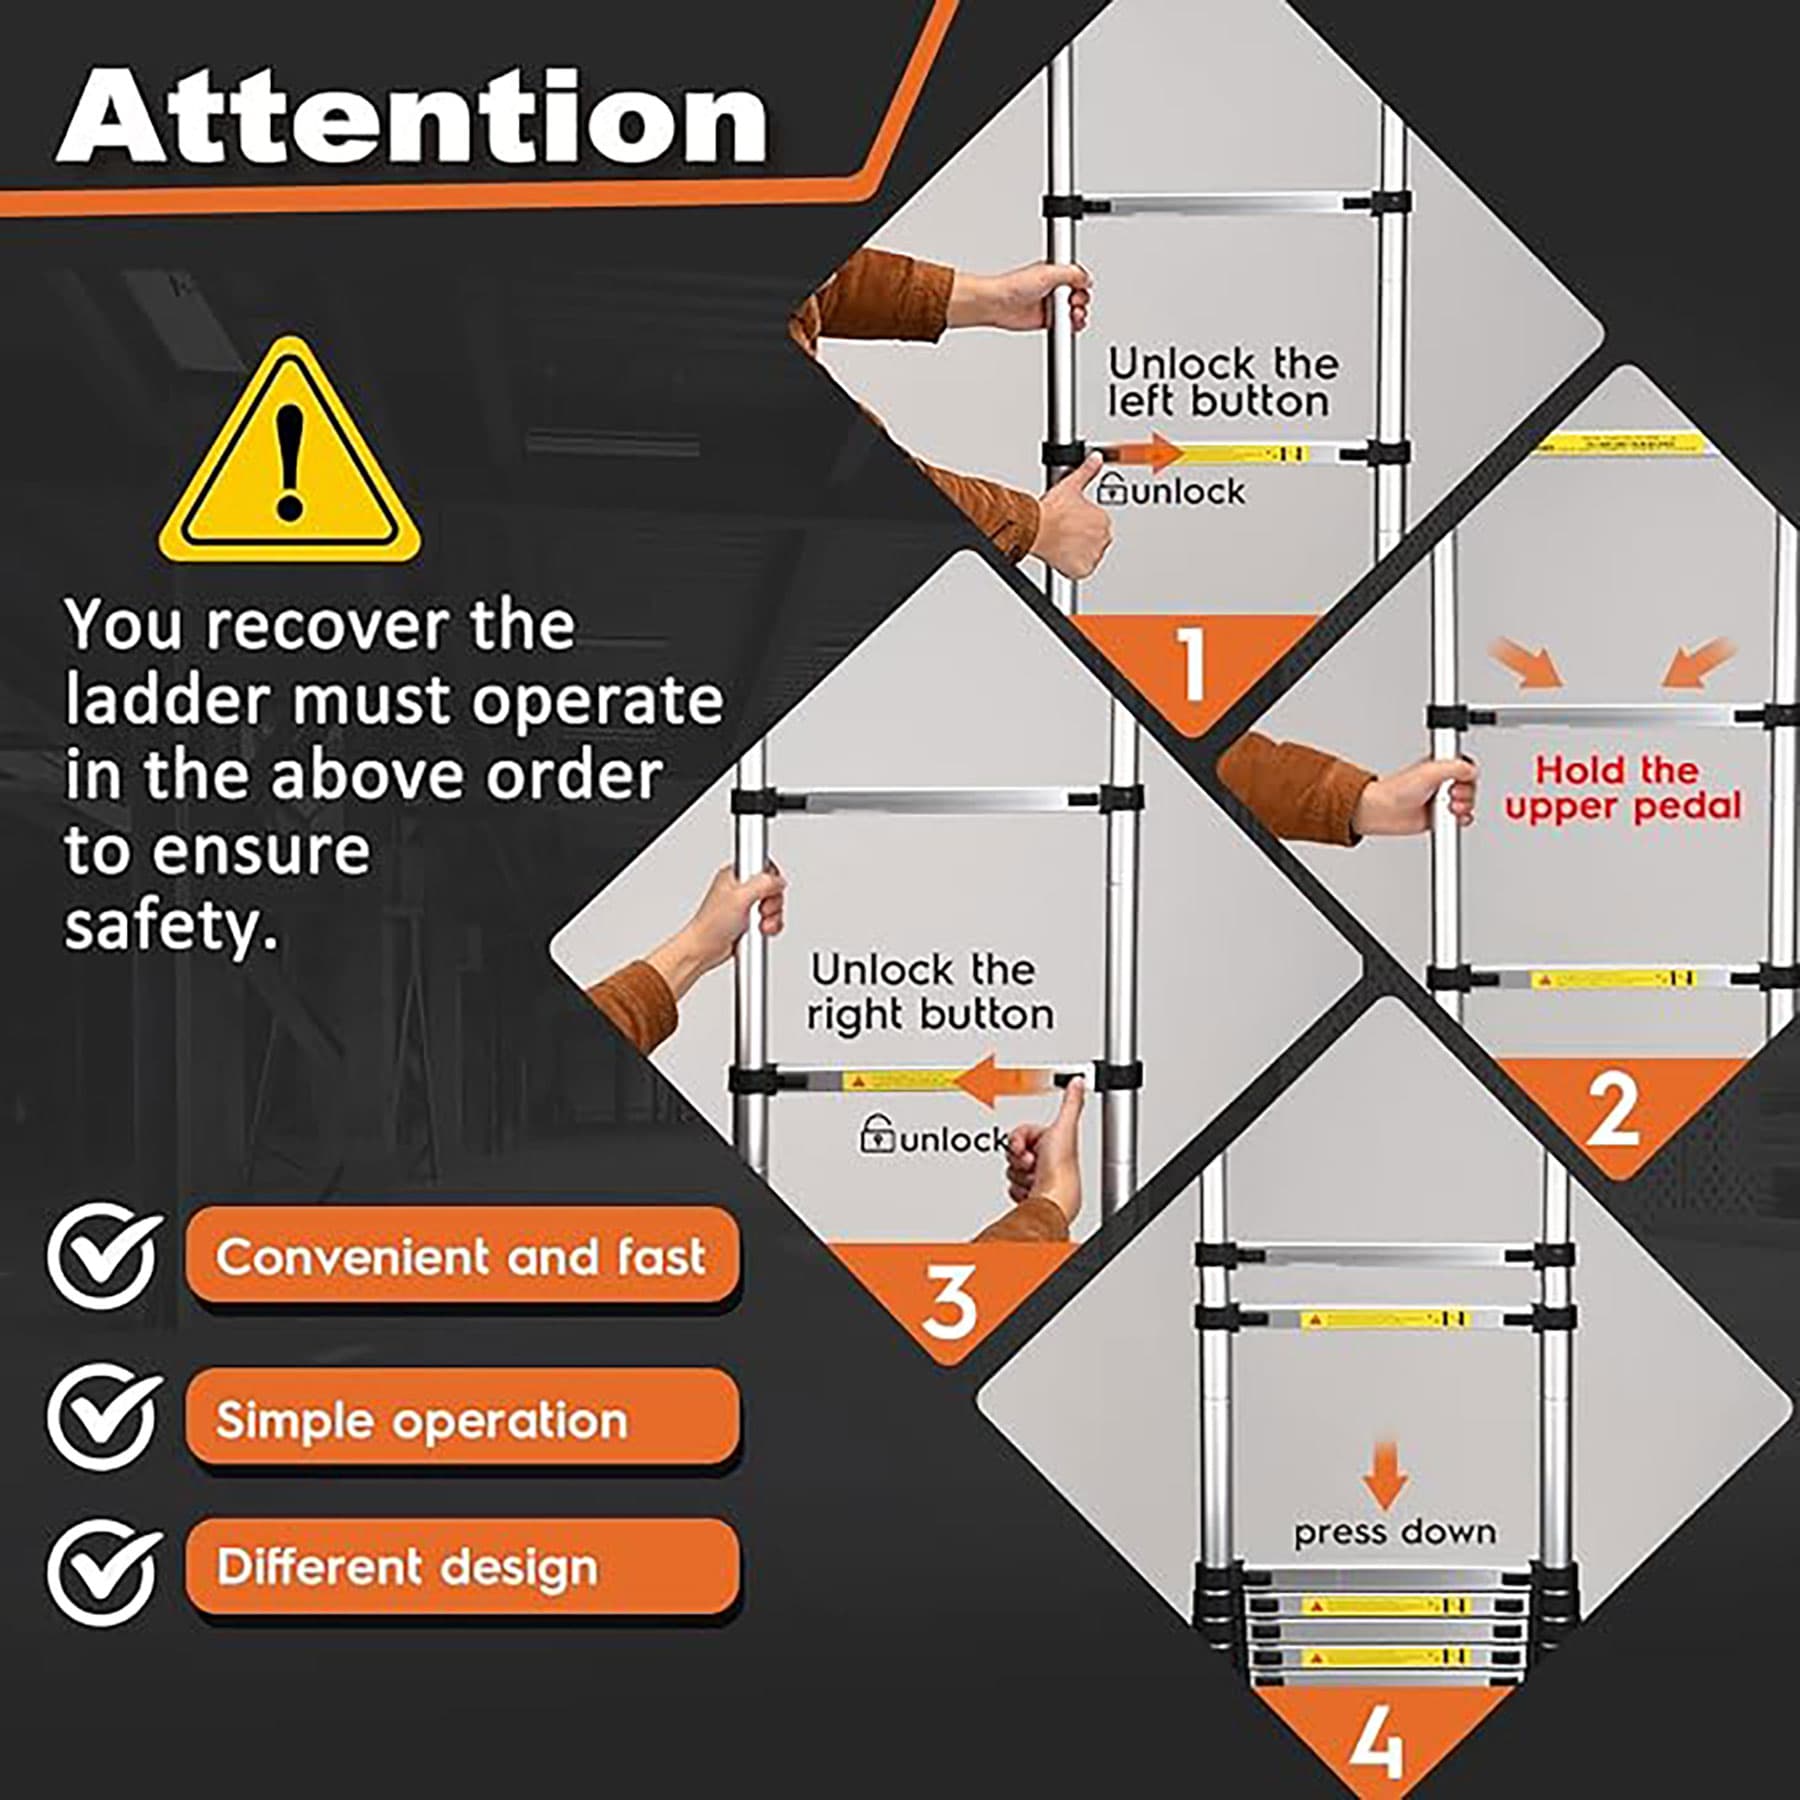 Attention
You recover the
ladder must operate
in the above order
to ensure
safety.
Convenient and fast
Simple operation
Different design
Unlock the
left button
unlock
1
Hold the
upper pedal
2
Unlock the
right button
unlock
3
press down
4